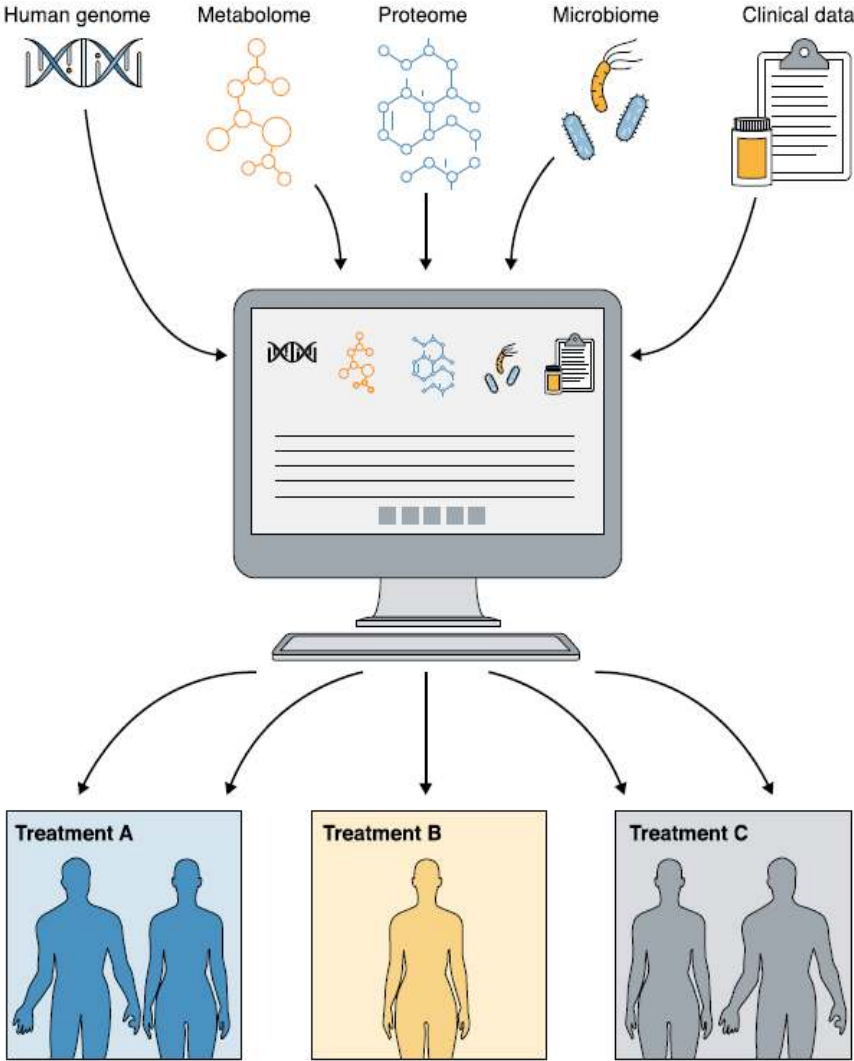 Human genome
Metabolome
Proteome
Microbiome
Clinical data
Treatment A
Treatment B
Treatment C